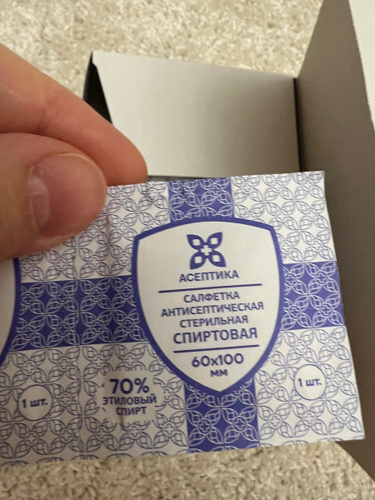 АСЕПТИКА
САЛФЕТКА
АНТИСЕПТИЧЕСКАЯ
СТЕРИЛЬНАЯ
СПИРТОВАЯ
60х100
мм
70%
ЭТИЛОВЫЙ
СПИРТ
1 шт.
1 шт.